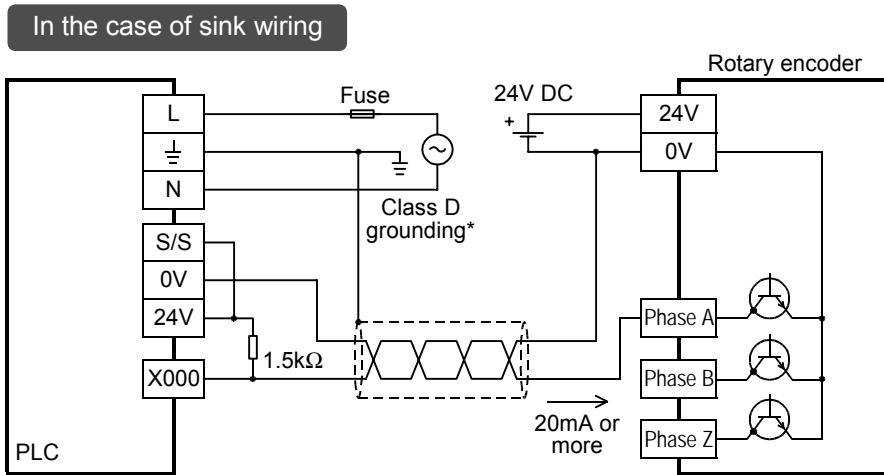 In the case of sink wiring
Rotary encoder
L
Fuse
24V DC
+
24V
0V
N
Class D
grounding*
S/S
0V
24V
1.5kΩ
X000
Phase A
Phase B
20mA or
more
Phase Z
PLC